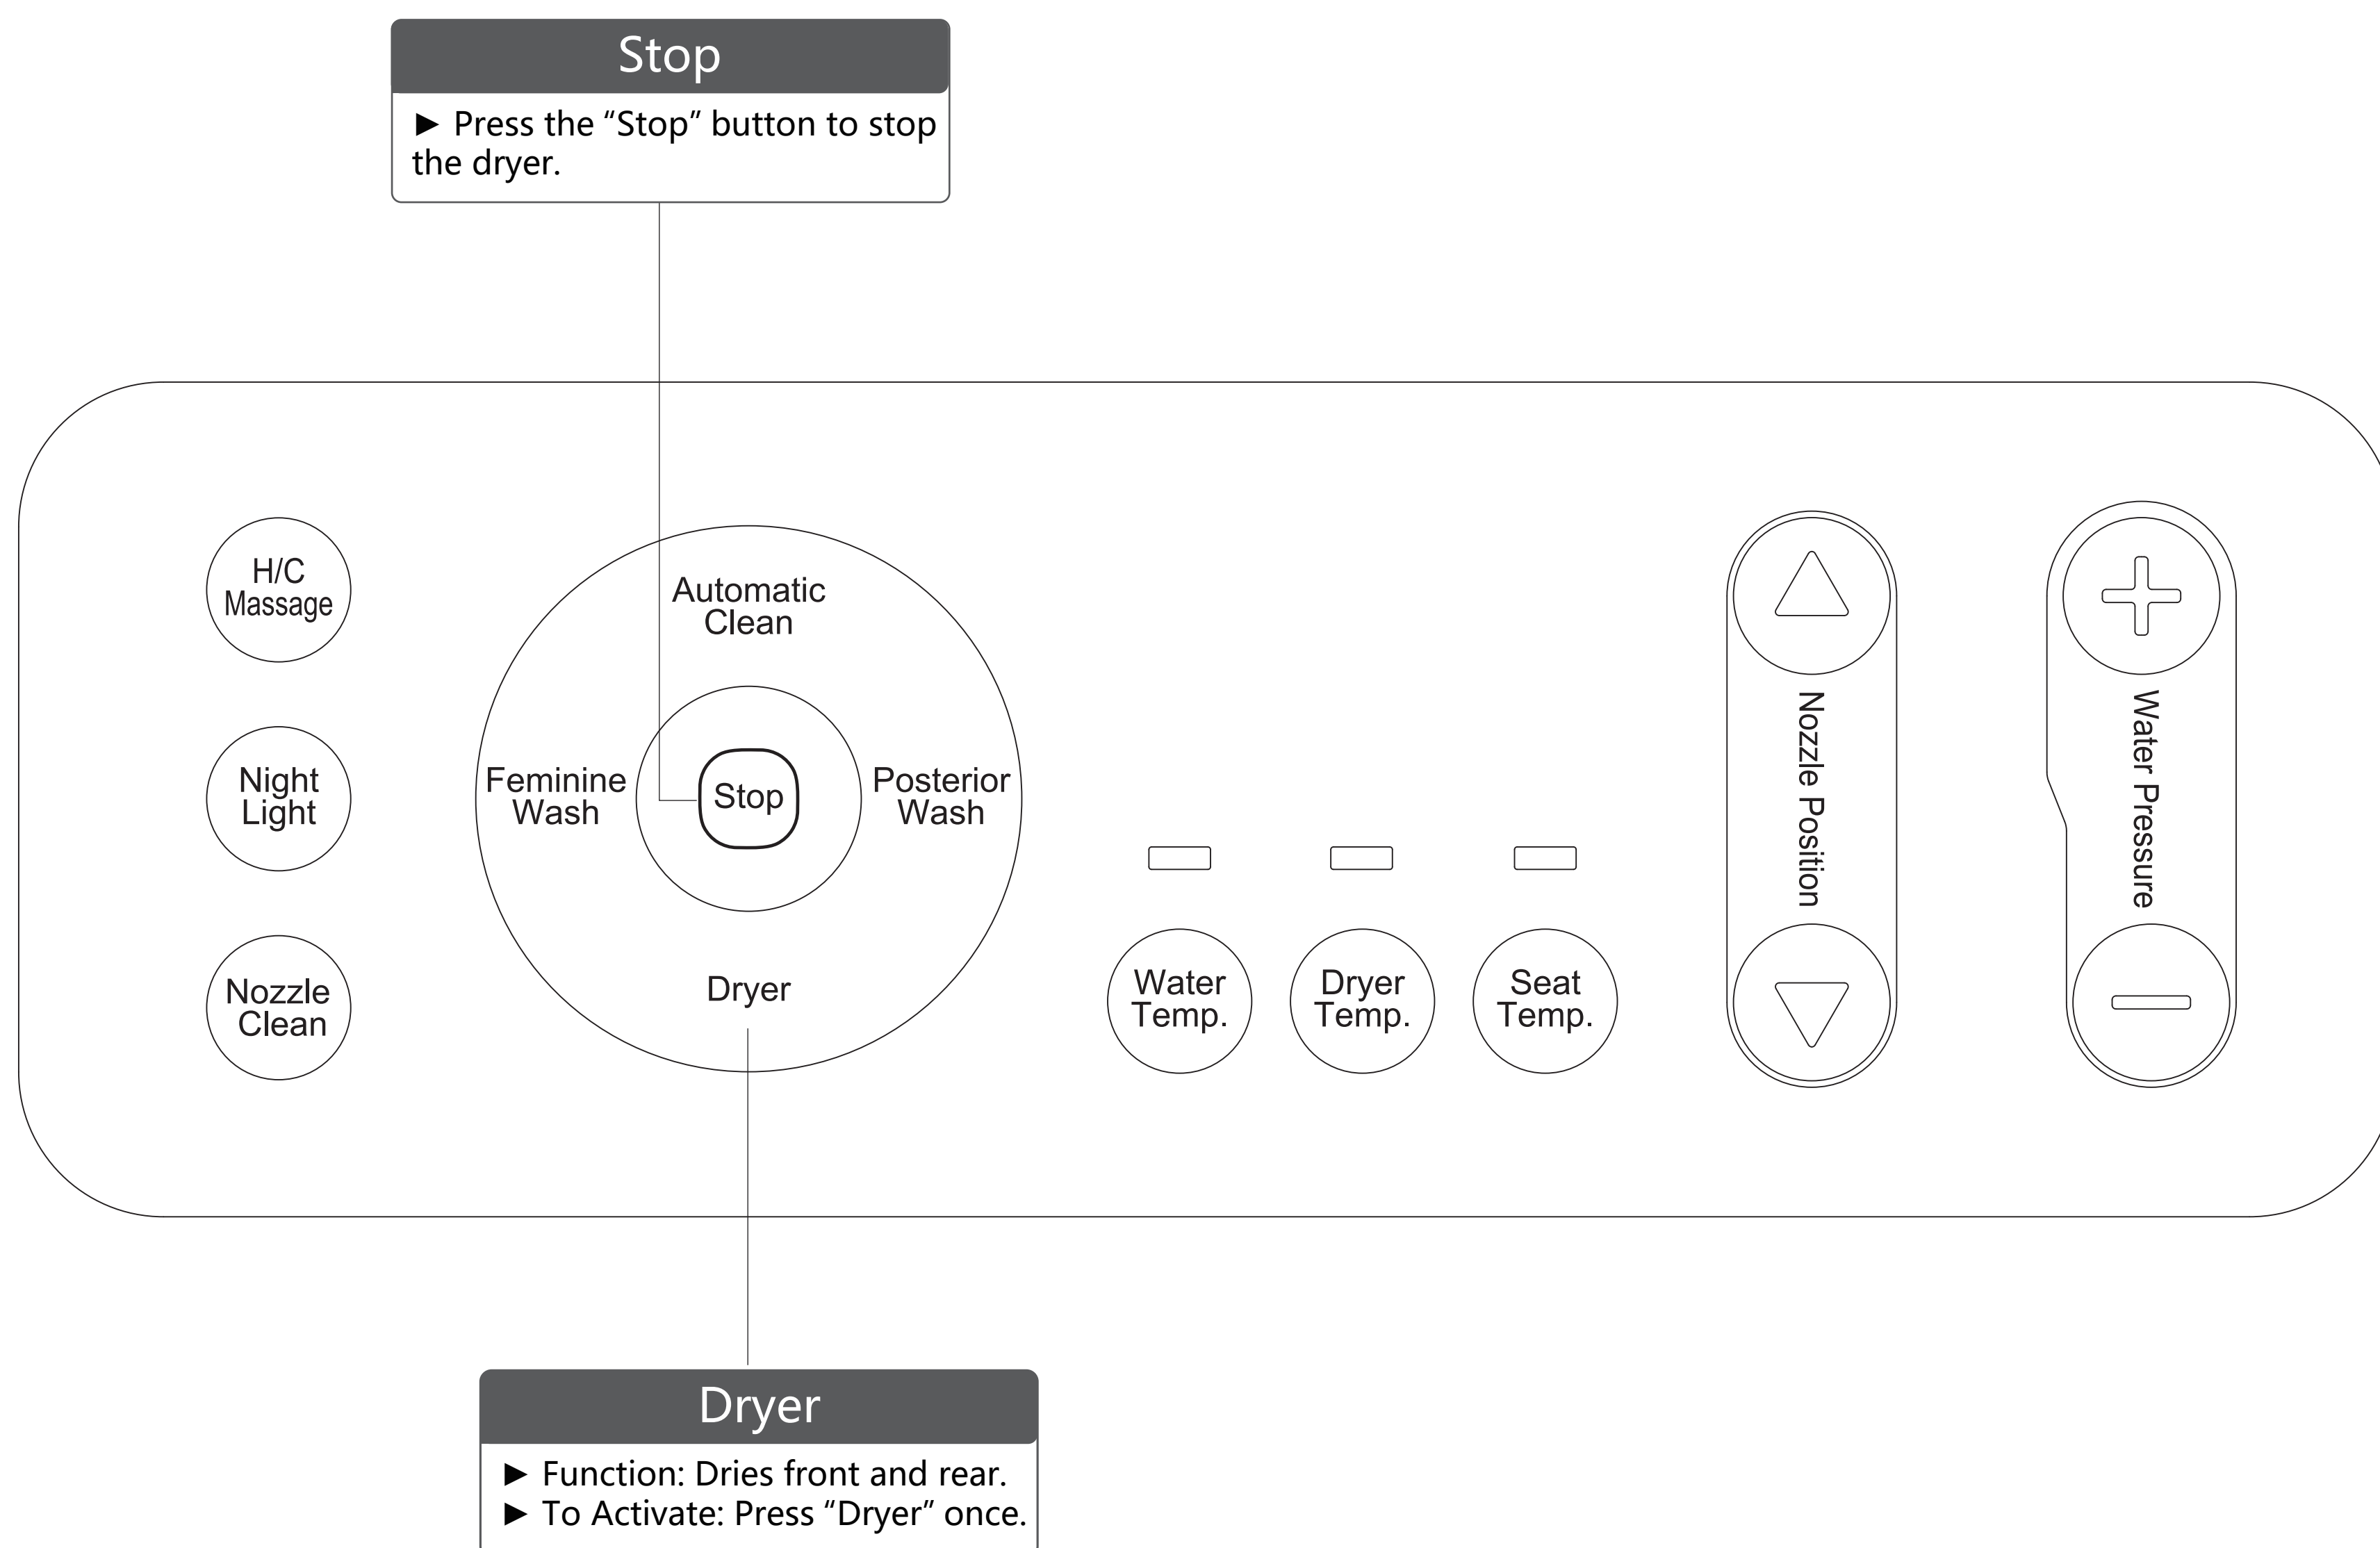 Stop
► Press the “Stop” button to stop
the dryer.
H/C
Massage
Night
Light
Nozzle
Clean
Automatic
Clean
Feminine
Wash
Stop
Posterior
Wash
Dryer
Water
Temp.
Dryer
Temp.
Seat
Temp.
Nozzle Position
Water Pressure
Dryer
► Function: Dries front and rear.
► To Activate: Press “Dryer” once.